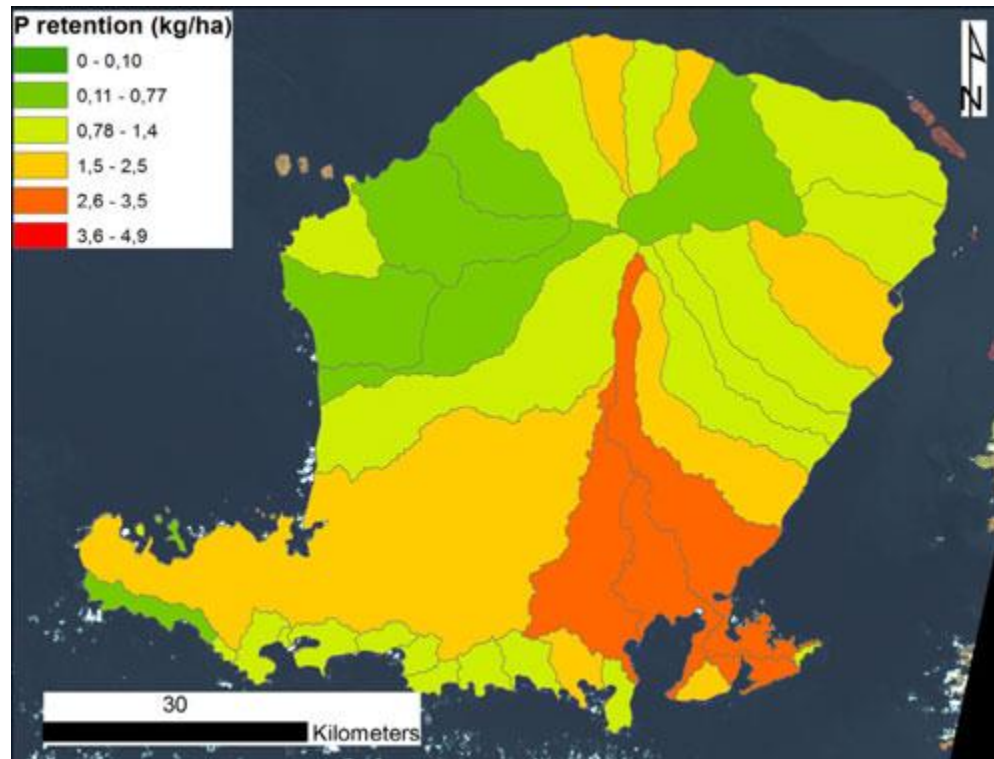 P retention (kg/ha)
0 - 0,10
0,11 - 0,77
0,78 - 1,4
1,5 - 2,5
2,6 - 3,5
3,6 - 4,9
N
30
Kilometers